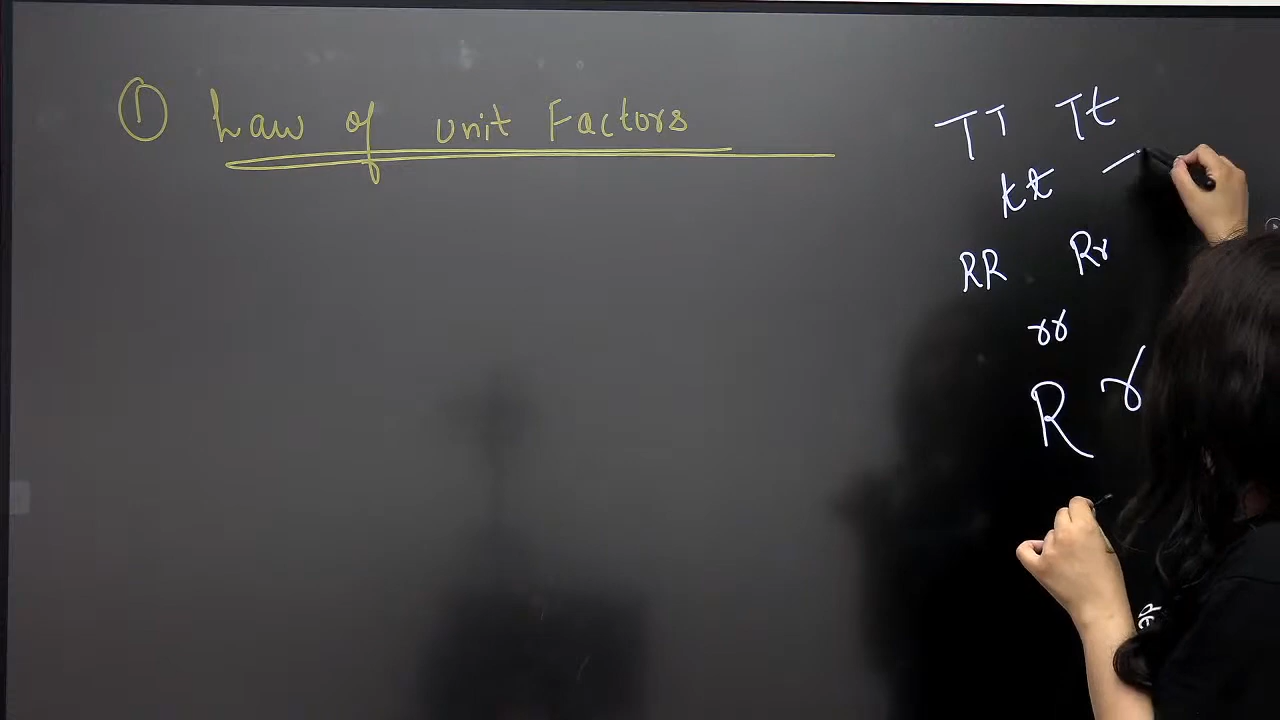 ① Law of unit Factors
TT Tt
tt
RR Rr
rr
R r